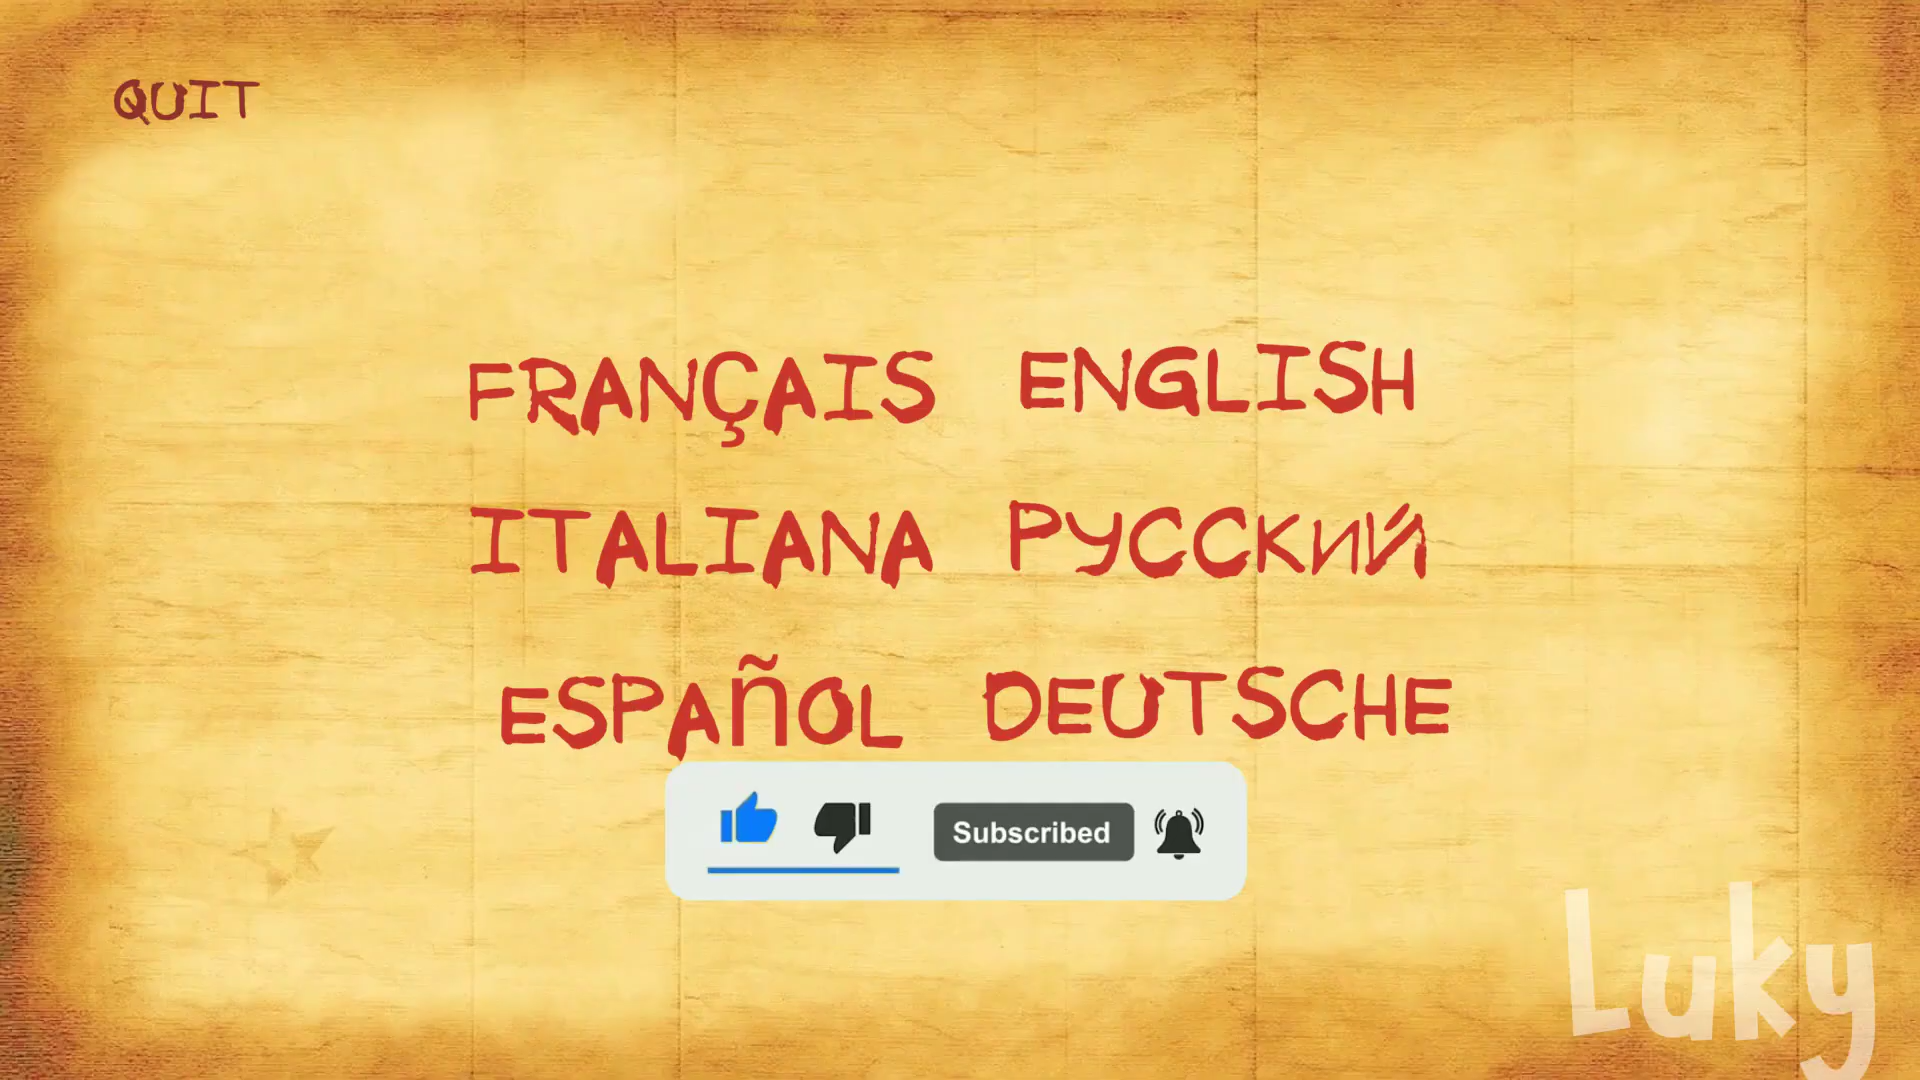 QUIT
FRANÇAIS ENGLISH
ITALIANA РУССКИЙ
ESPAÑOL DEUTSCHE
Subscribed
Luky